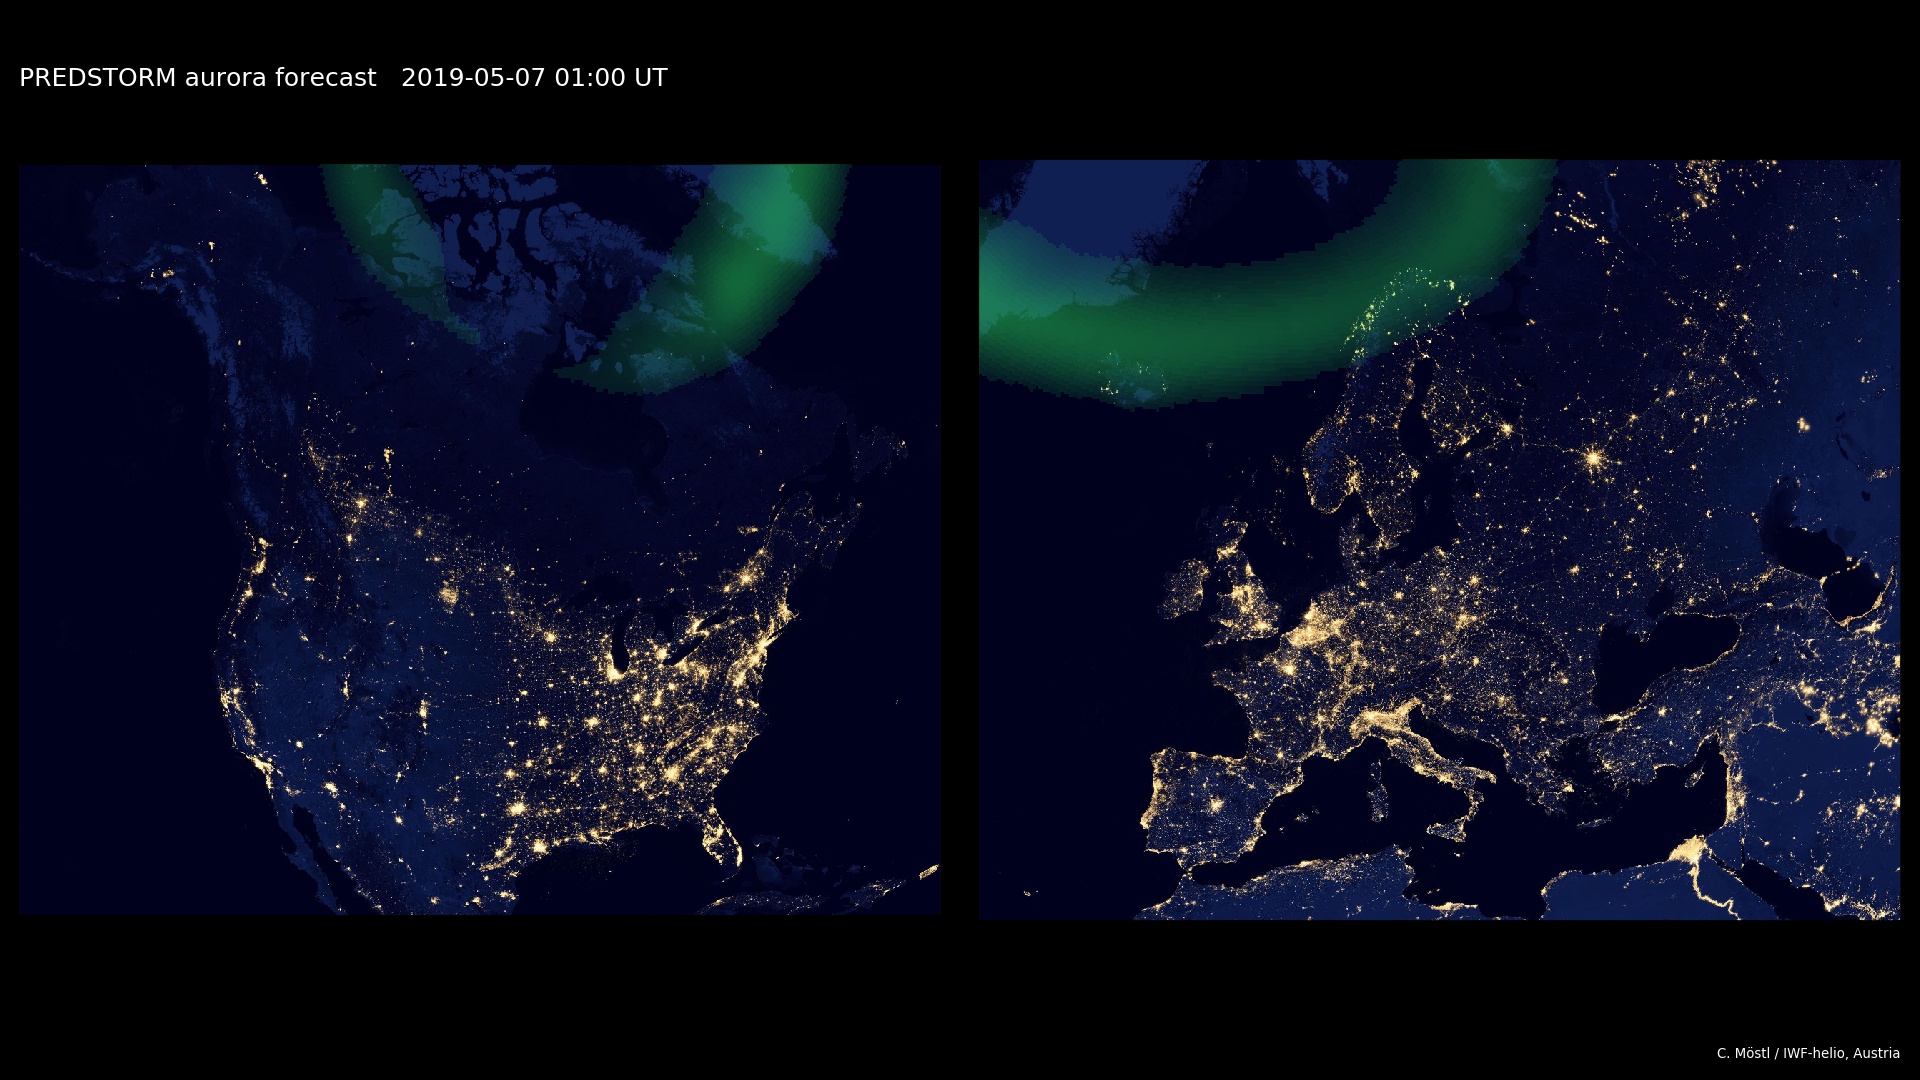 PREDSTORM aurora forecast   2019-05-07 01:00 UT
C. Möstl / IWF-helio, Austria